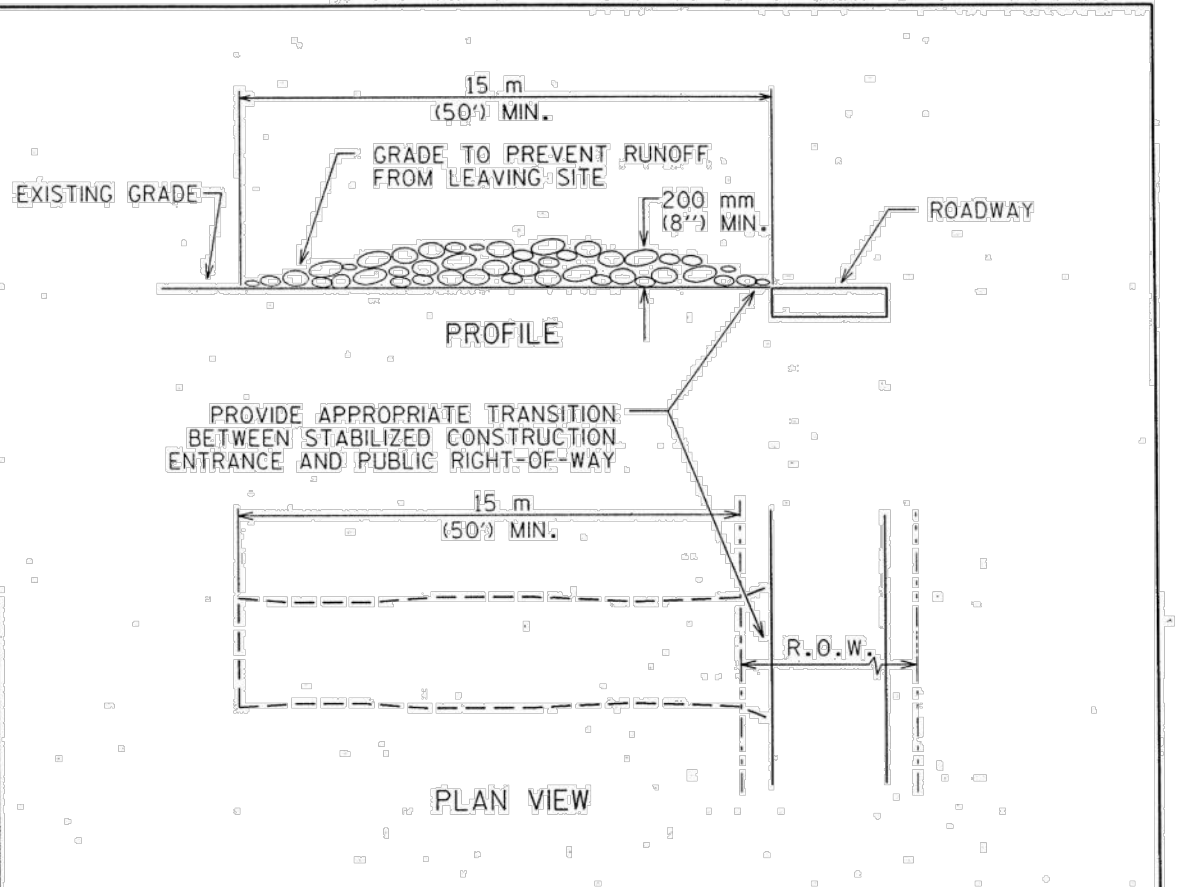 15 m
(50') MIN.
GRADE TO PREVENT RUNOFF
FROM LEAVING SITE
EXISTING GRADE
200 mm
(8'') MIN.
ROADWAY
PROFILE
PROVIDE APPROPRIATE TRANSITION
BETWEEN STABILIZED CONSTRUCTION
ENTRANCE AND PUBLIC RIGHT-OF-WAY
15 m
(50') MIN.
R.O.W.
PLAN VIEW